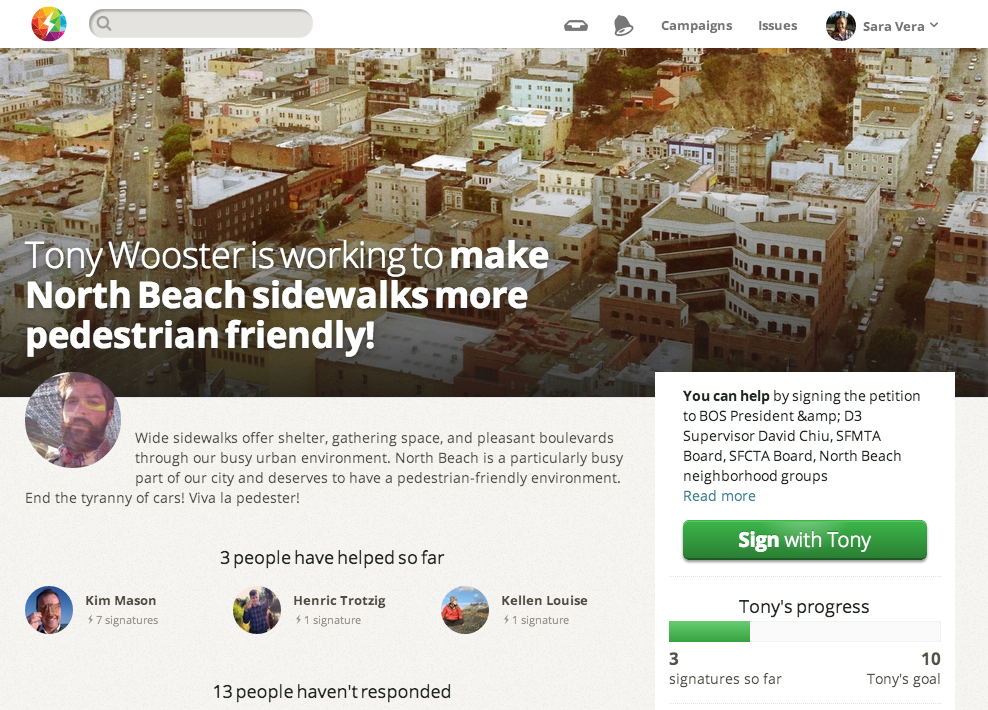 Campaigns
Issues
Sara Vera
Tony Wooster is working to make
North Beach sidewalks more
pedestrian friendly!
Wide sidewalks offer shelter, gathering space, and pleasant boulevards
through our busy urban environment. North Beach is a particularly busy
part of our city and deserves to have a pedestrian-friendly environment.
End the tyranny of cars! Viva la pedester!
3 people have helped so far
Kim Mason
7 signatures
Henric Trotzig
1 signature
Kellen Louise
1 signature
13 people haven't responded
You can help by signing the petition
to BOS President &amp; D3
Supervisor David Chiu, SFMTA
Board, SFCTA Board, North Beach
neighborhood groups
Read more
Sign with Tony
Tony's progress
3
10
signatures so far
Tony's goal